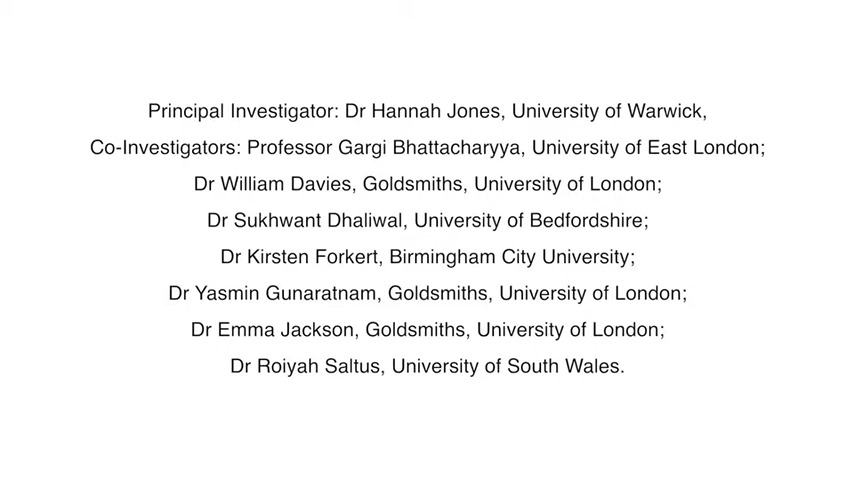 Principal Investigator: Dr Hannah Jones, University of Warwick,
Co-Investigators: Professor Gargi Bhattacharyya, University of East London;
Dr William Davies, Goldsmiths, University of London;
Dr Sukhwant Dhaliwal, University of Bedfordshire;
Dr Kirsten Forkert, Birmingham City University;
Dr Yasmin Gunaratnam, Goldsmiths, University of London;
Dr Emma Jackson, Goldsmiths, University of London;
Dr Roiyah Saltus, University of South Wales.